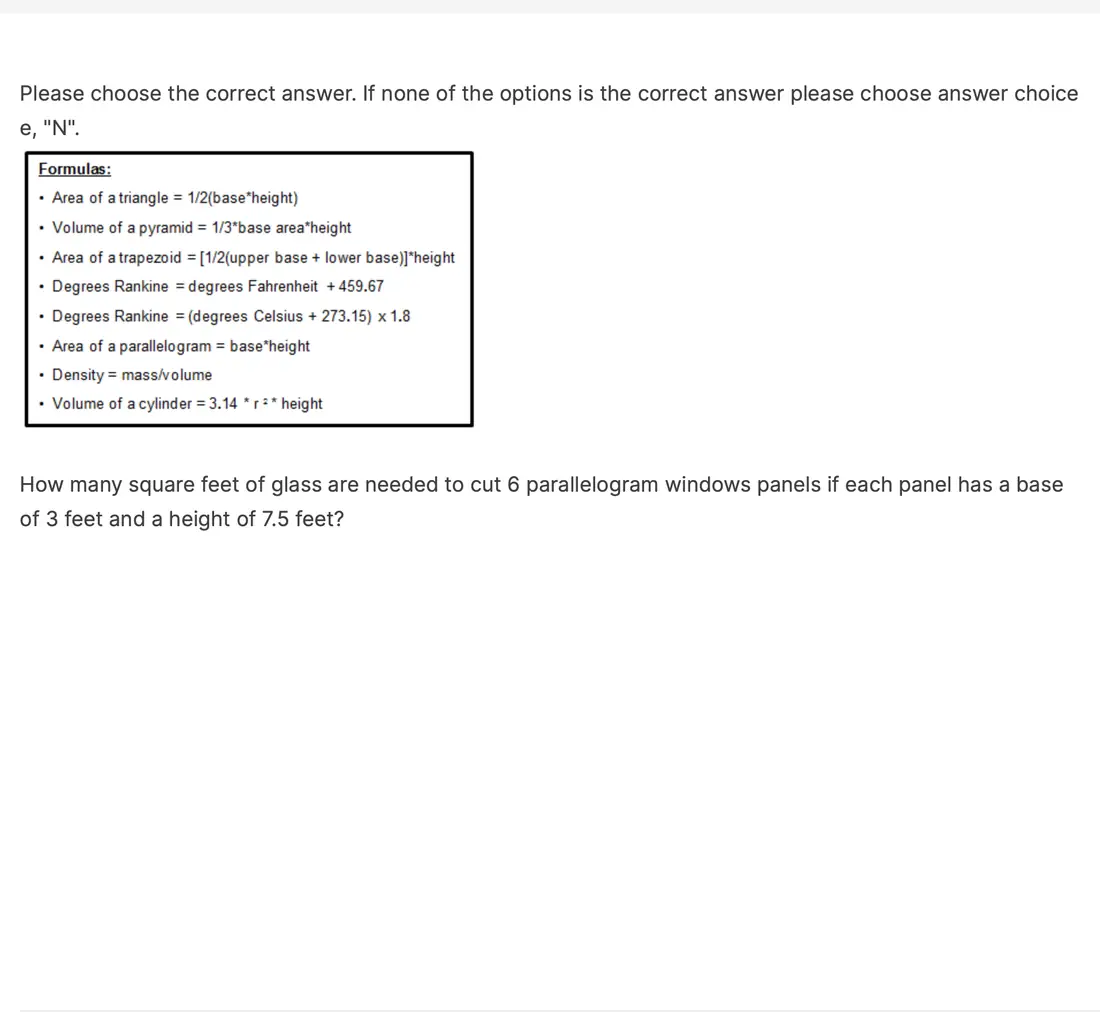 Please choose the correct answer. If none of the options is the correct answer please choose answer choice
e, "N".
Formulas:
• Area of a triangle = 1/2(base*height)
• Volume of a pyramid = 1/3*base area*height
• Area of a trapezoid = [1/2(upper base + lower base)]*height
• Degrees Rankine = degrees Fahrenheit + 459.67
• Degrees Rankine = (degrees Celsius + 273.15) x 1.8
• Area of a parallelogram = base*height
• Density = mass/volume
• Volume of a cylinder = 3.14 * r ² * height
How many square feet of glass are needed to cut 6 parallelogram windows panels if each panel has a base
of 3 feet and a height of 7.5 feet?